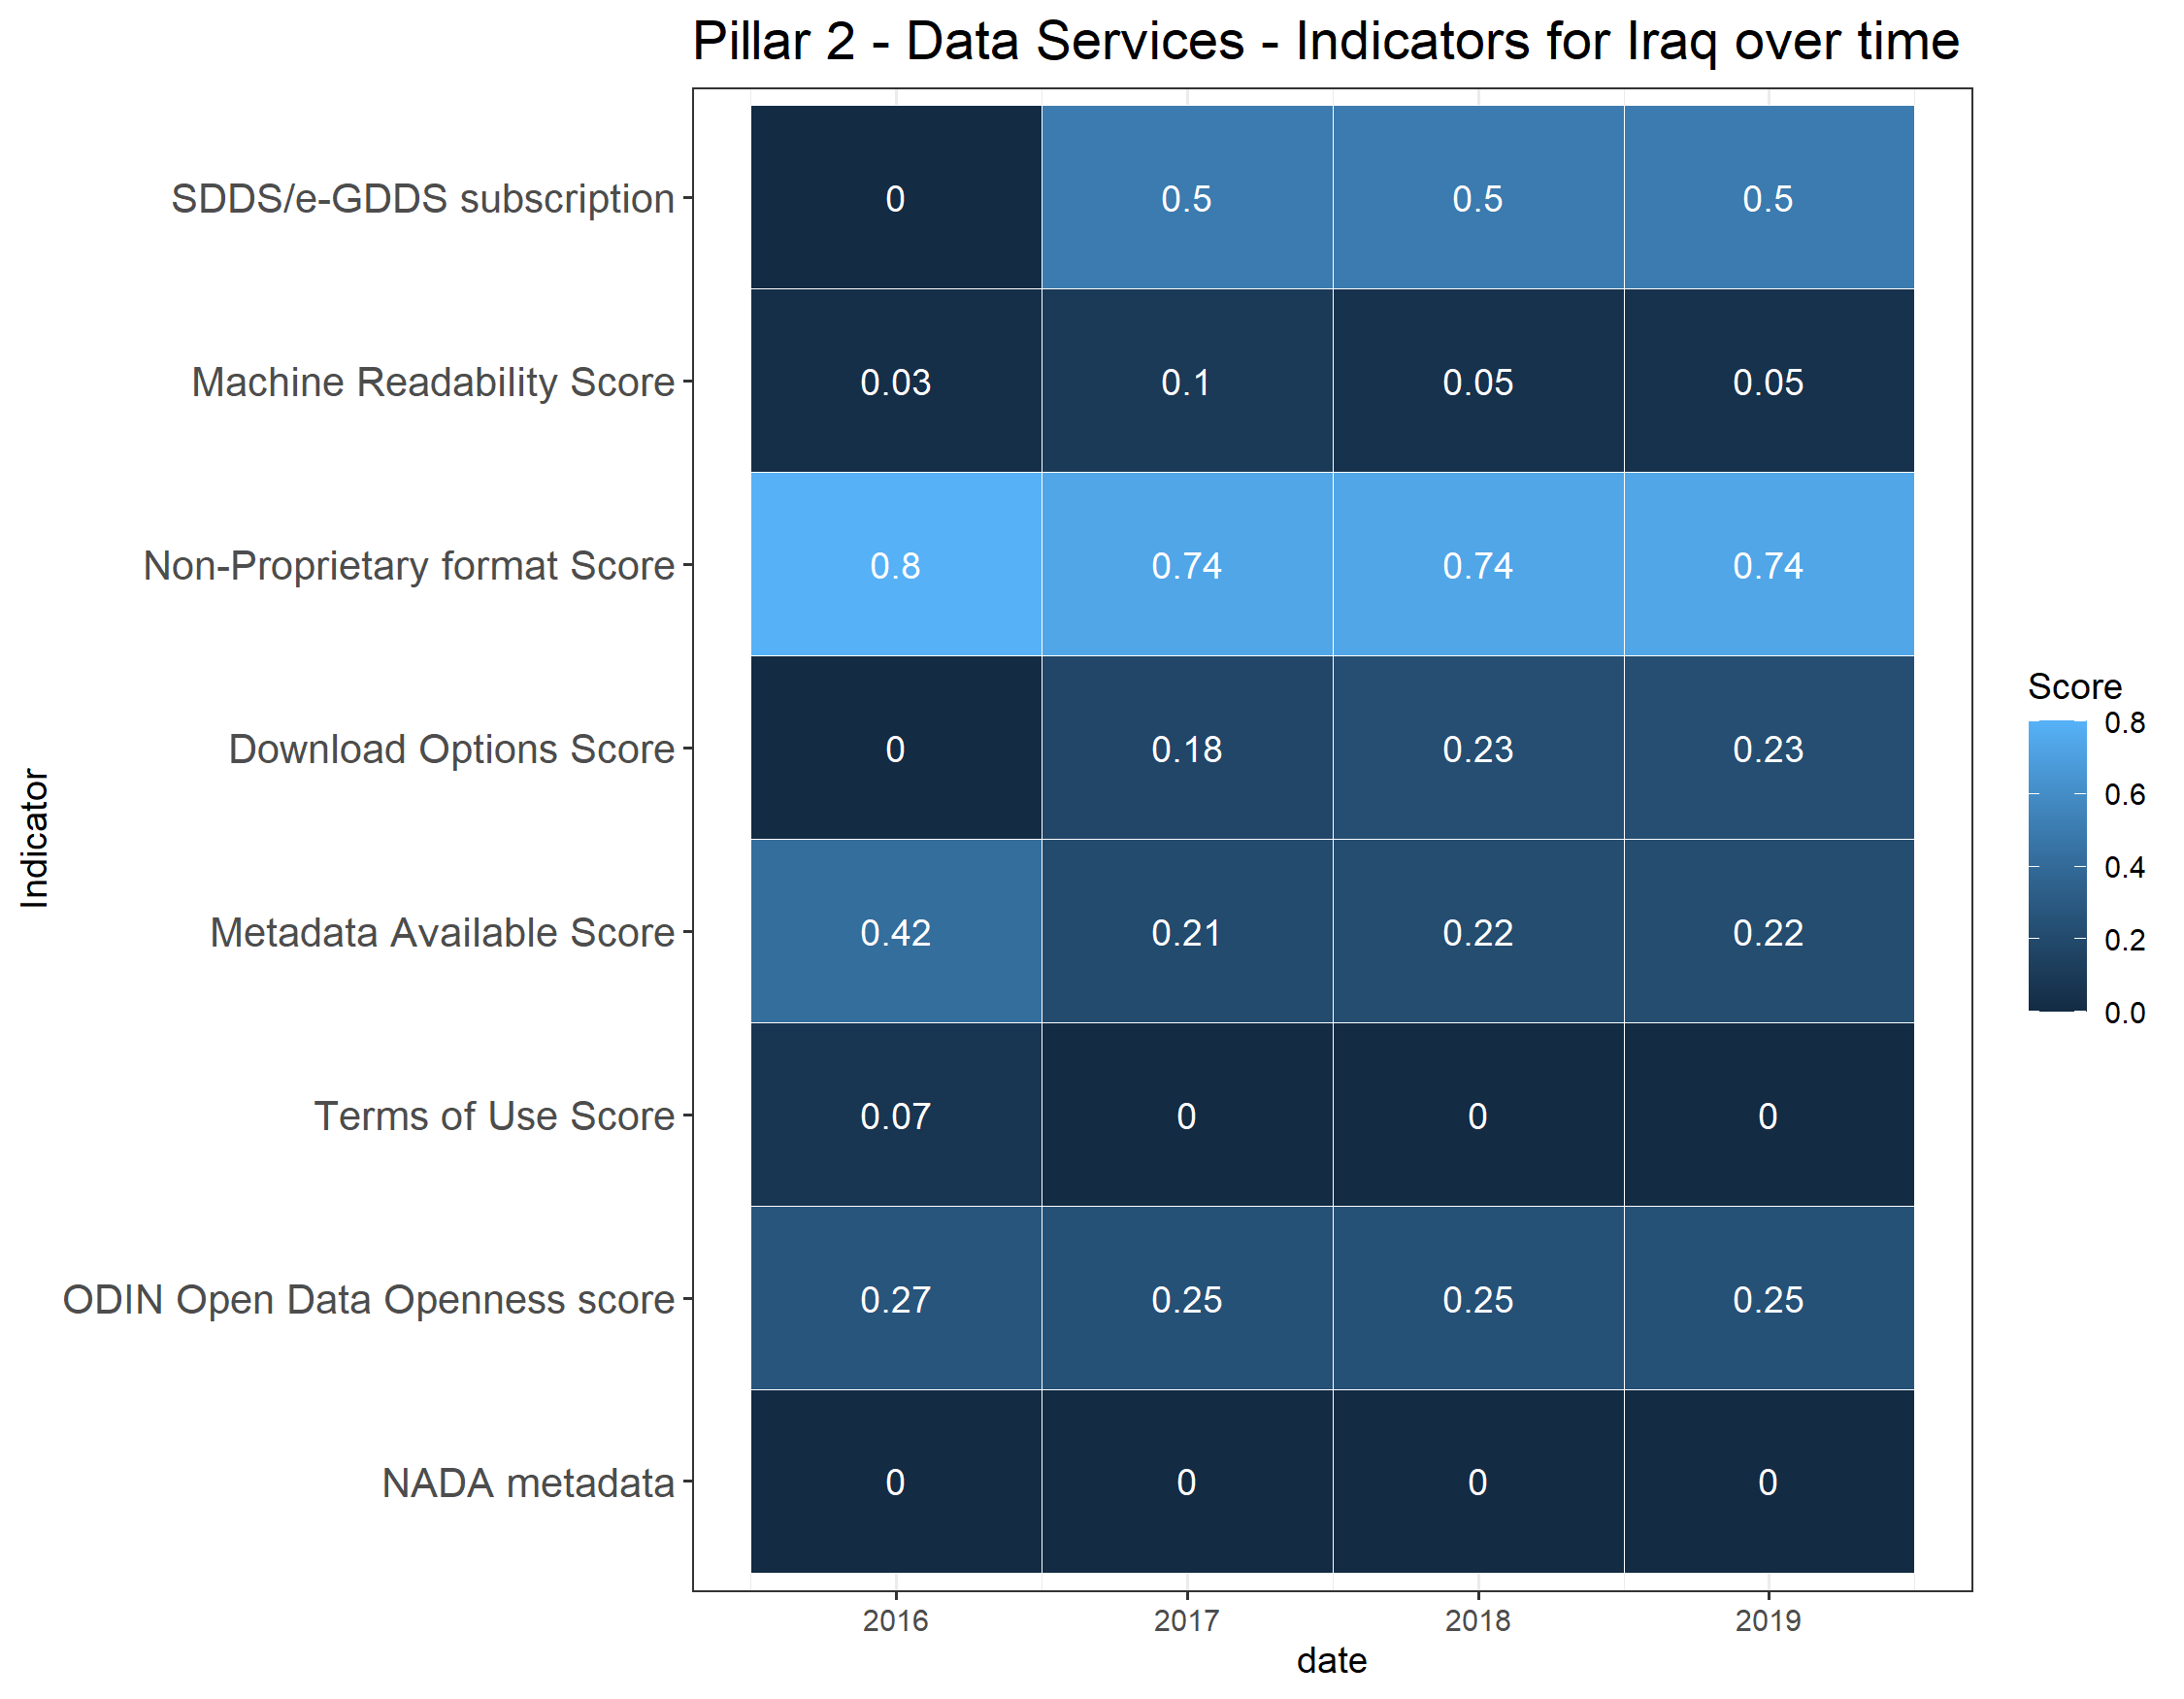 Pillar 2 - Data Services - Indicators for Iraq over time
Indicator
SDDS/e-GDDS subscription 0 0.5 0.5 0.5
Machine Readability Score 0.03 0.1 0.05 0.05
Non-Proprietary format Score 0.8 0.74 0.74 0.74
Download Options Score 0 0.18 0.23 0.23
Metadata Available Score 0.42 0.21 0.22 0.22
Terms of Use Score 0.07 0 0 0
ODIN Open Data Openness score 0.27 0.25 0.25 0.25
NADA metadata 0 0 0 0
2016 2017 2018 2019
date
Score
0.8
0.6
0.4
0.2
0.0